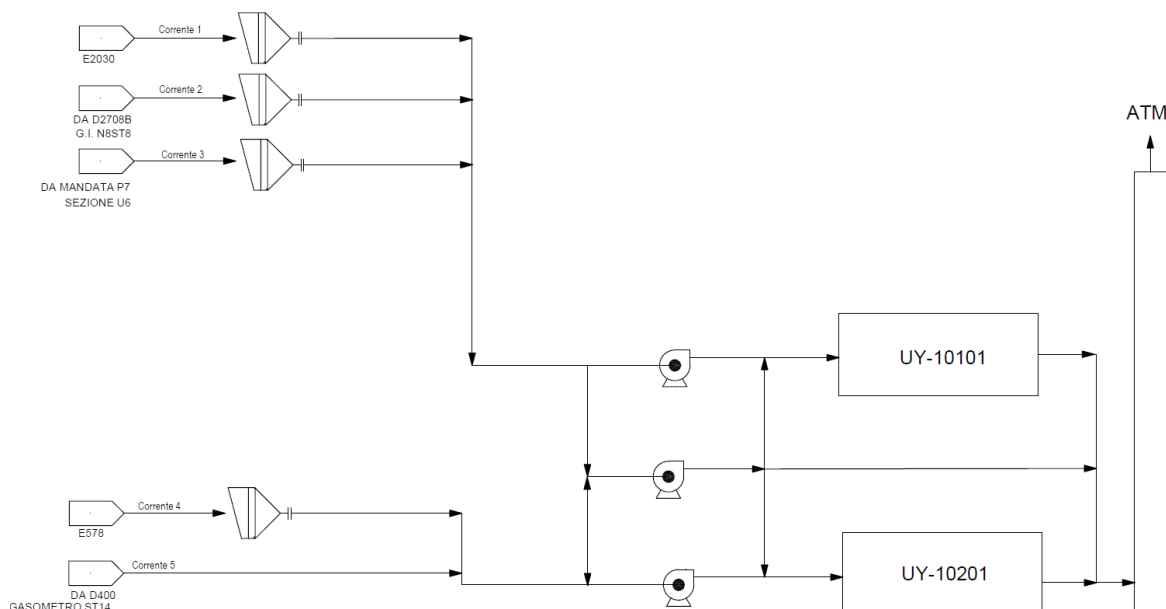 Corrente 1
E2030
Corrente 2
DA D2708B
G.I. N8ST8
Corrente 3
DA MANDATA P7
SEZIONE U6
ATM
UY-10101
Corrente 4
E578
Corrente 5
DA D400
GASOMETRO ST14
UY-10201